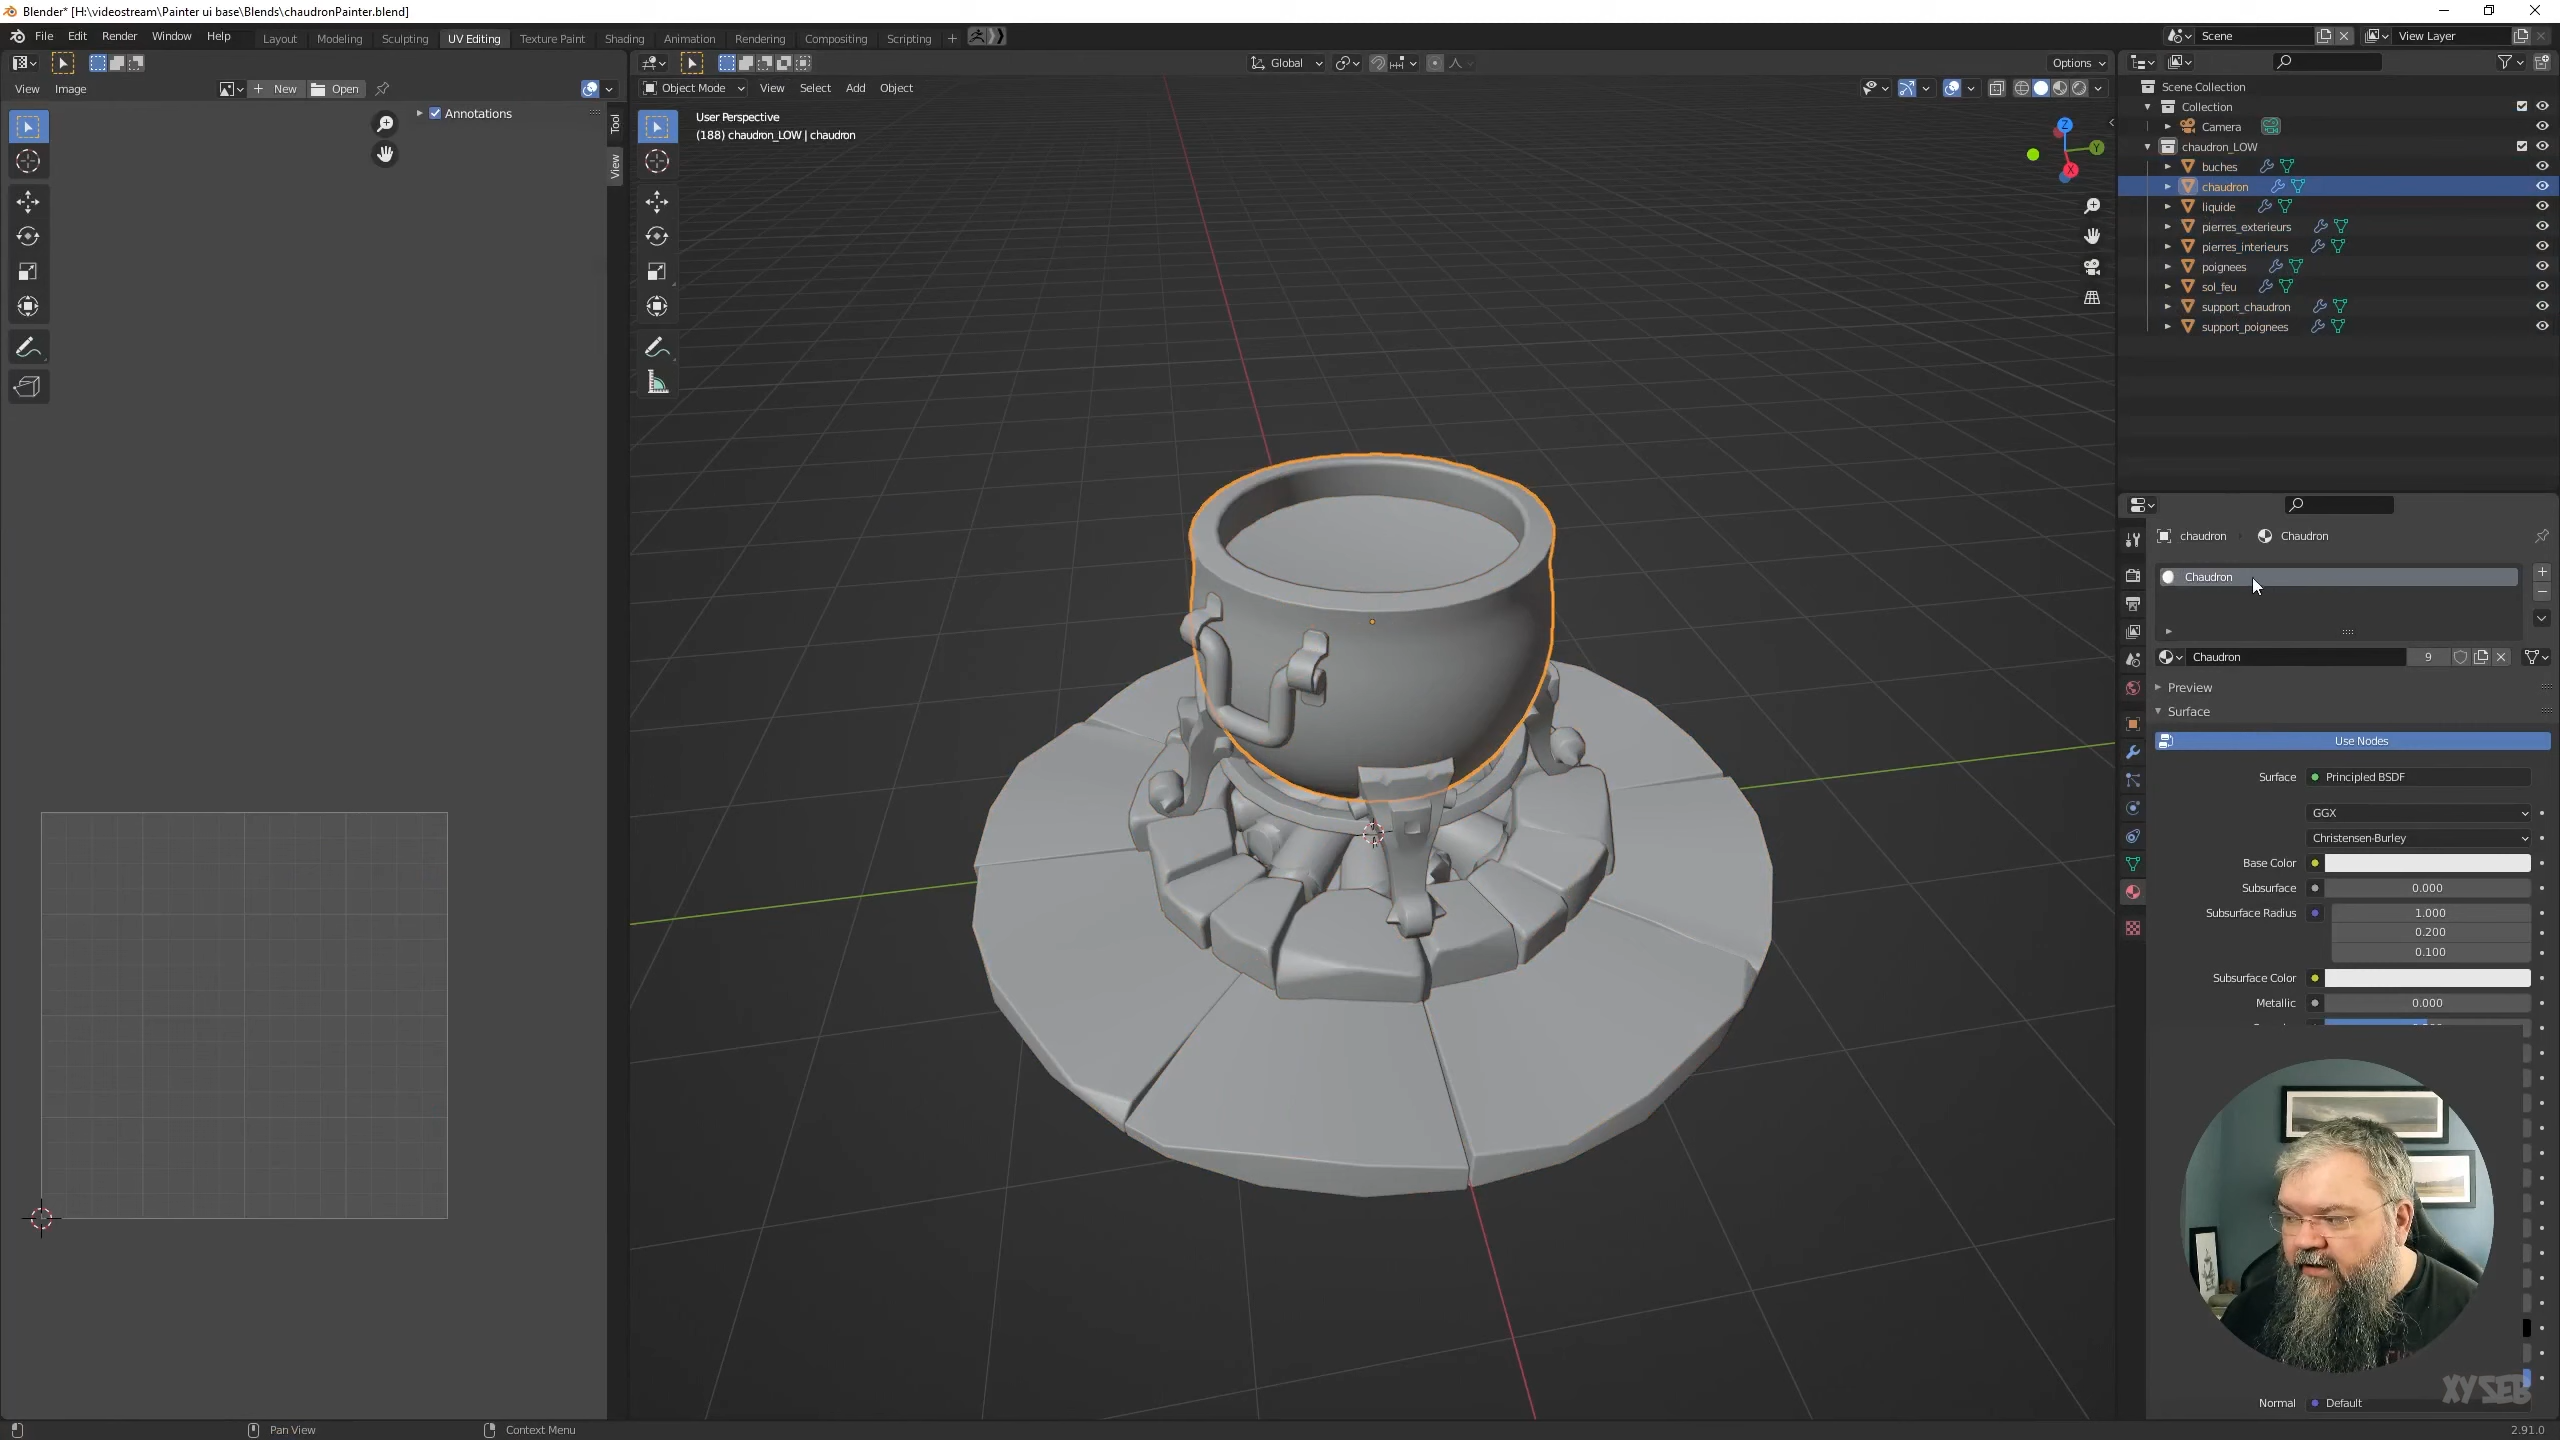 Blender* [H:\videostream\Painter ui base\Blends\chaudronPainter.blend]
File Edit Render Window Help
Layout Modeling Sculpting UV Editing Texture Paint Shading Animation Rendering Compositing Scripting
Scene
View Layer
Global
Options
View Image
New
Open
Object Mode View Select Add Object
Annotations
Tool
View
User Perspective
(188) chaudron_LOW | chaudron
Z
Y
X
Scene Collection
Collection
Camera
chaudron_LOW
buches
chaudron
liquide
pierres_exterieurs
pierres_interieurs
poignees
sol_feu
support_chaudron
support_poignees
chaudron Chaudron
Chaudron
Chaudron 9
Preview
Surface
Use Nodes
Surface Principled BSDF
GGX
Christensen-Burley
Base Color
Subsurface 0.000
Subsurface Radius 1.000
0.200
0.100
Subsurface Color
Metallic 0.000
XYSEB
Normal Default
Pan View
Context Menu
2.91.0